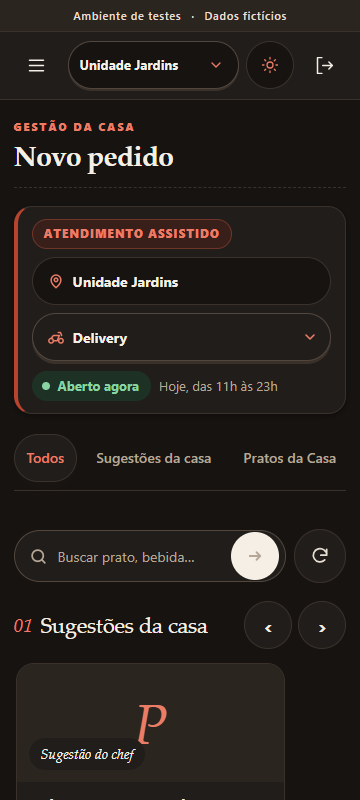 Ambiente de testes · Dados fictícios
Unidade Jardins
GESTÃO DA CASA
Novo pedido
ATENDIMENTO ASSISTIDO
Unidade Jardins
Delivery
Aberto agora Hoje, das 11h às 23h
Todos Sugestões da casa Pratos da Casa
Buscar prato, bebida...
01 Sugestões da casa
P
Sugestão do chef